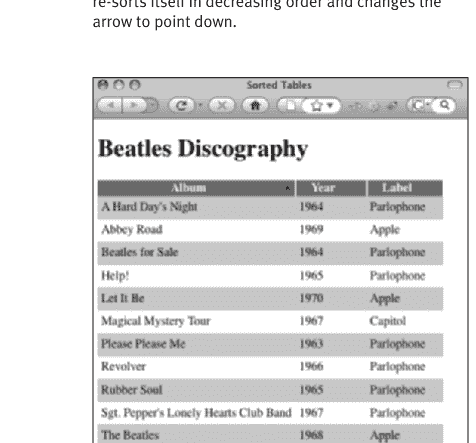 re-sorts itself in decreasing order and changes the
arrow to point down.
Sorted Tables
Beatles Discography
Album Year Label
A Hard Day's Night 1964 Parlophone
Abbey Road 1969 Apple
Beatles for Sale 1964 Parlophone
Help! 1965 Parlophone
Let It Be 1970 Apple
Magical Mystery Tour 1967 Capitol
Please Please Me 1963 Parlophone
Revolver 1966 Parlophone
Rubber Soul 1965 Parlophone
Sgt. Pepper's Lonely Hearts Club Band 1967 Parlophone
The Beatles 1968 Apple